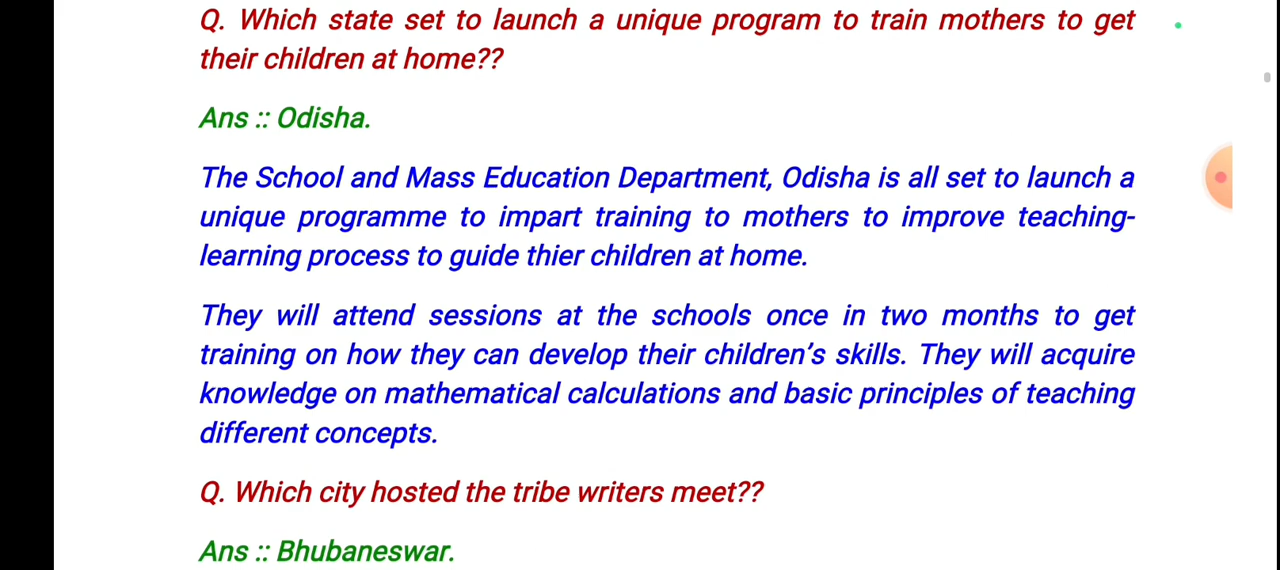 Q. Which state set to launch a unique program to train mothers to get
their children at home??
Ans :: Odisha.
The School and Mass Education Department, Odisha is all set to launch a
unique programme to impart training to mothers to improve teaching-
learning process to guide thier children at home.
They will attend sessions at the schools once in two months to get
training on how they can develop their children’s skills. They will acquire
knowledge on mathematical calculations and basic principles of teaching
different concepts.
Q. Which city hosted the tribe writers meet??
Ans :: Bhubaneswar.